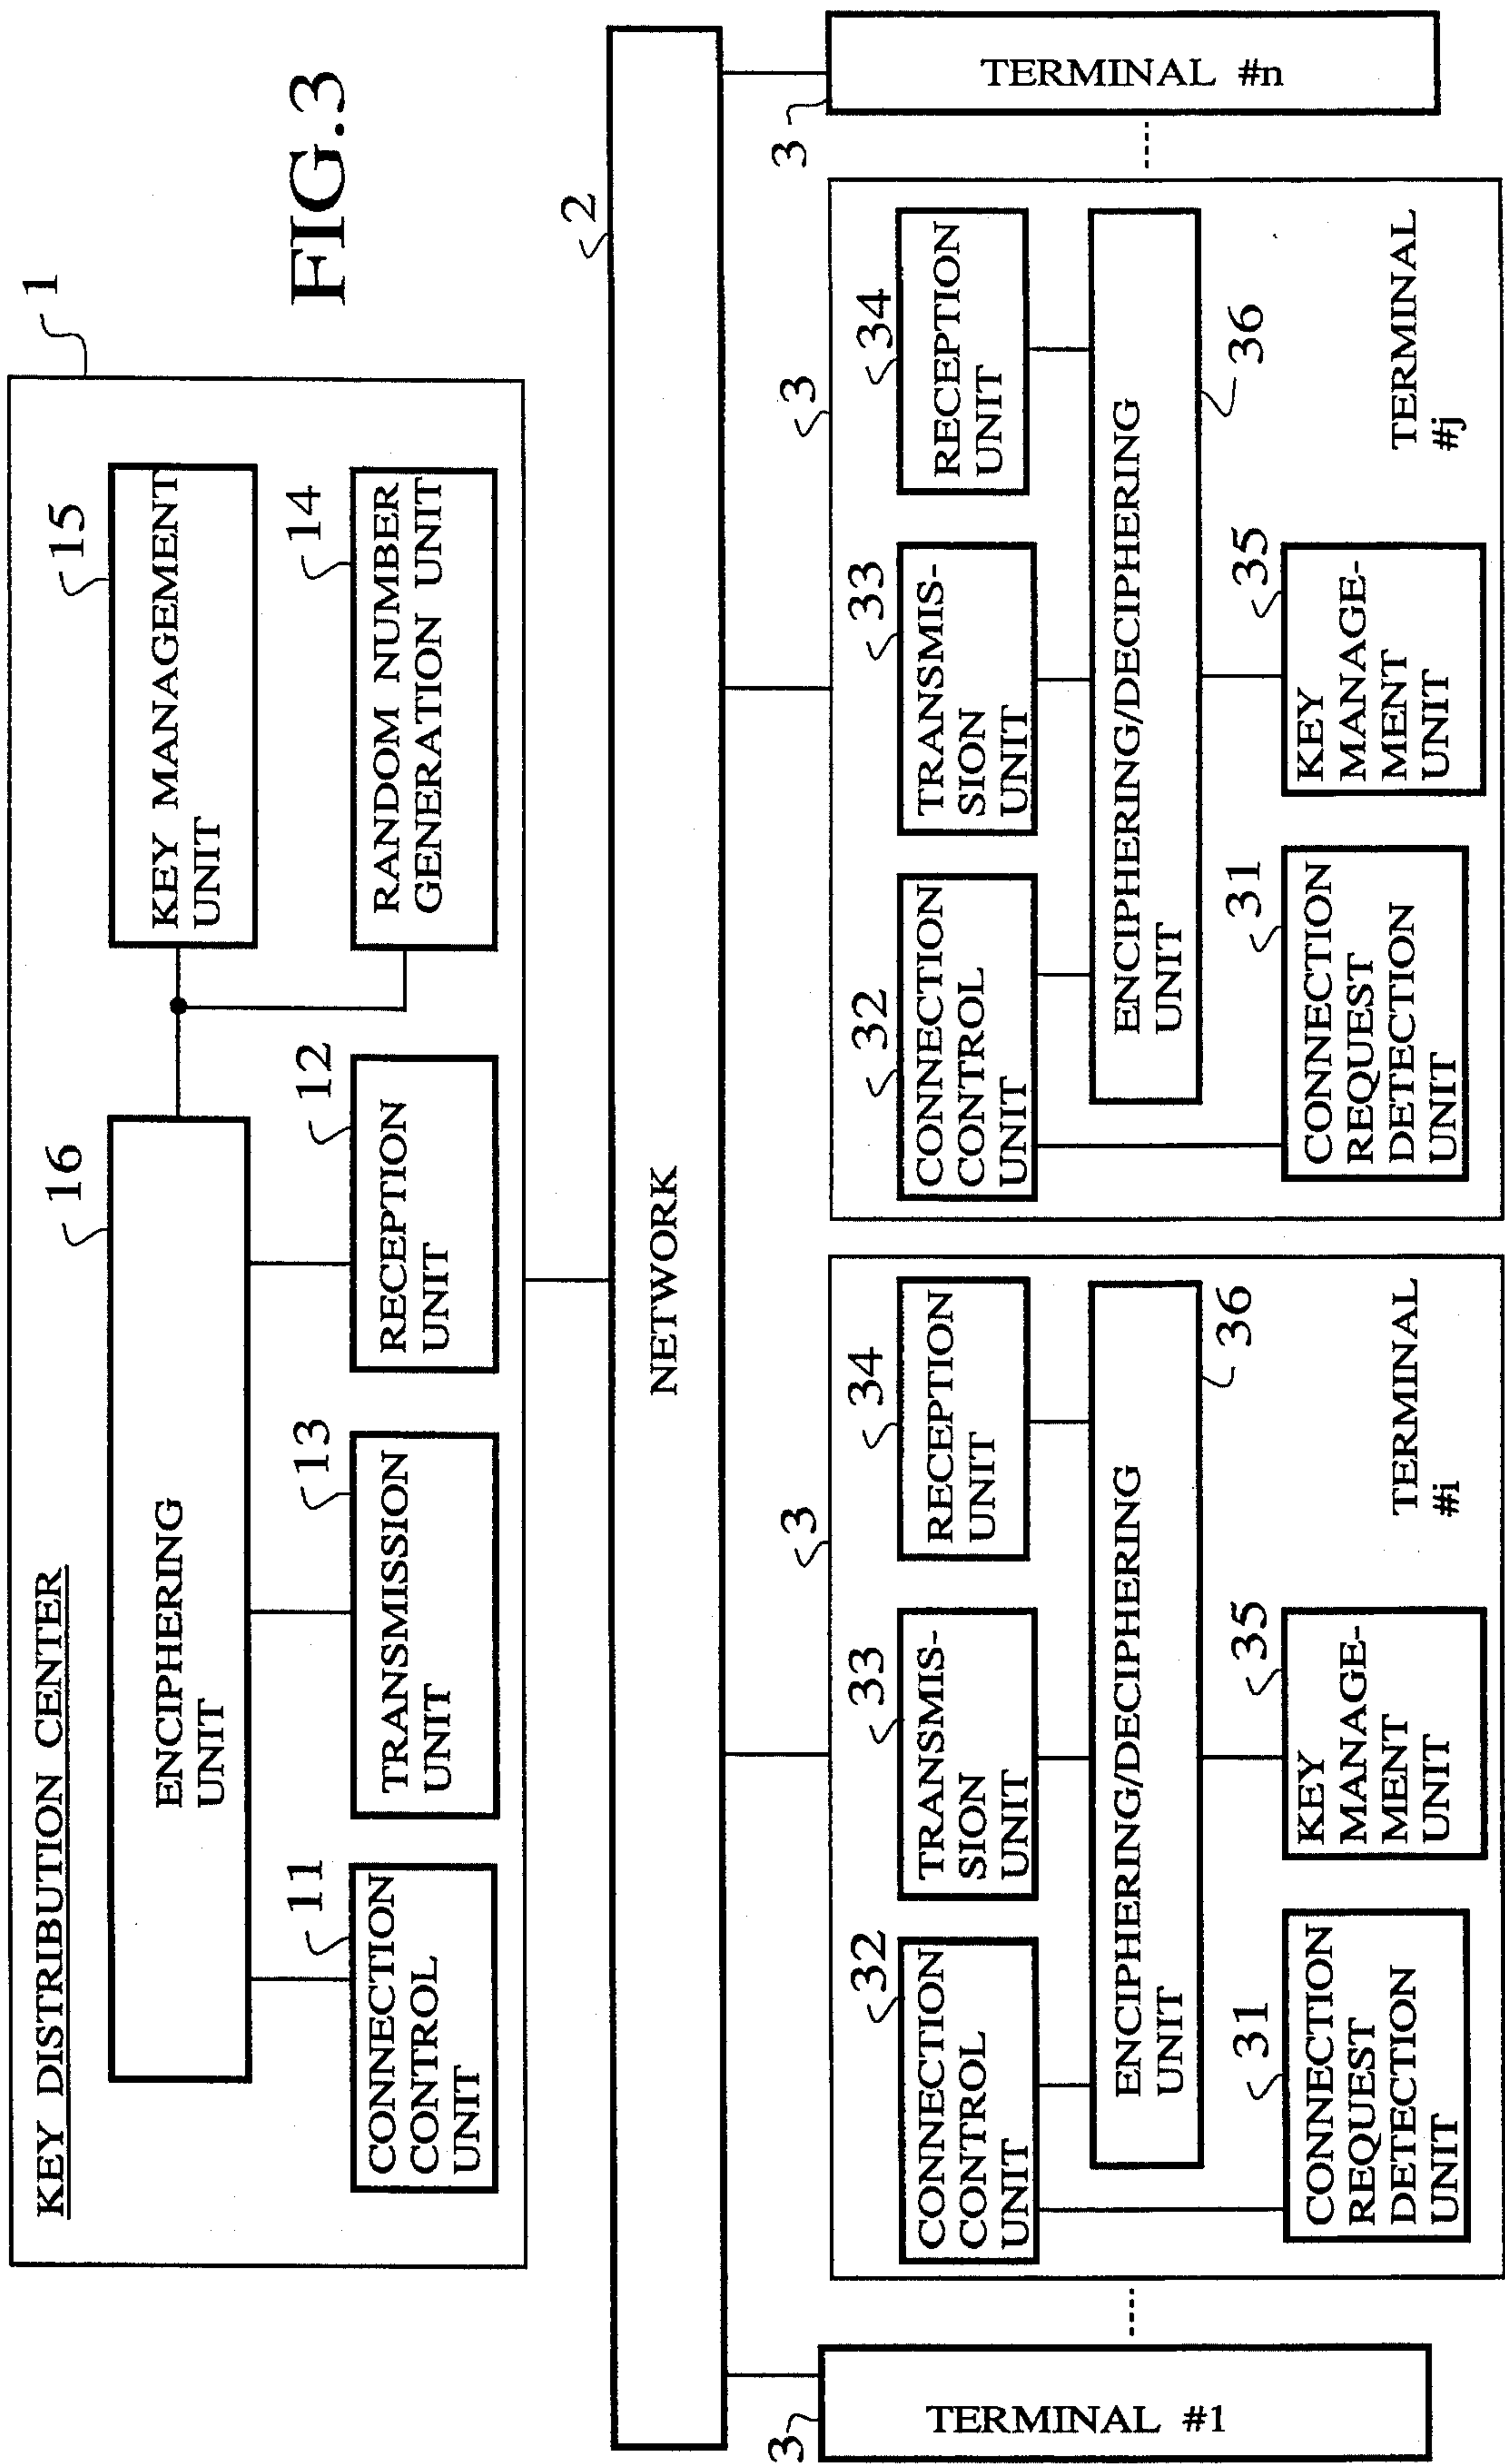 FIG.3
1
KEY DISTRIBUTION CENTER
16
ENCIPHERING
UNIT
15
KEY MANAGEMENT
UNIT
11
CONNECTION
CONTROL
UNIT
13
TRANSMISSION
UNIT
12
RECEPTION
UNIT
14
RANDOM NUMBER
GENERATION UNIT
2
NETWORK
3
TERMINAL #1
3
32
CONNECTION
CONTROL
UNIT
33
TRANSMIS-
SION
UNIT
34
RECEPTION
UNIT
ENCIPHERING/DECIPHERING
UNIT
36
31
CONNECTION
REQUEST
DETECTION
UNIT
35
KEY
MANAGE-
MENT
UNIT
TERMINAL
#i
3
32
CONNECTION
CONTROL
UNIT
33
TRANSMIS-
SION
UNIT
34
RECEPTION
UNIT
ENCIPHERING/DECIPHERING
UNIT
36
31
CONNECTION
REQUEST
DETECTION
UNIT
35
KEY
MANAGE-
MENT
UNIT
TERMINAL
#j
3
TERMINAL #n